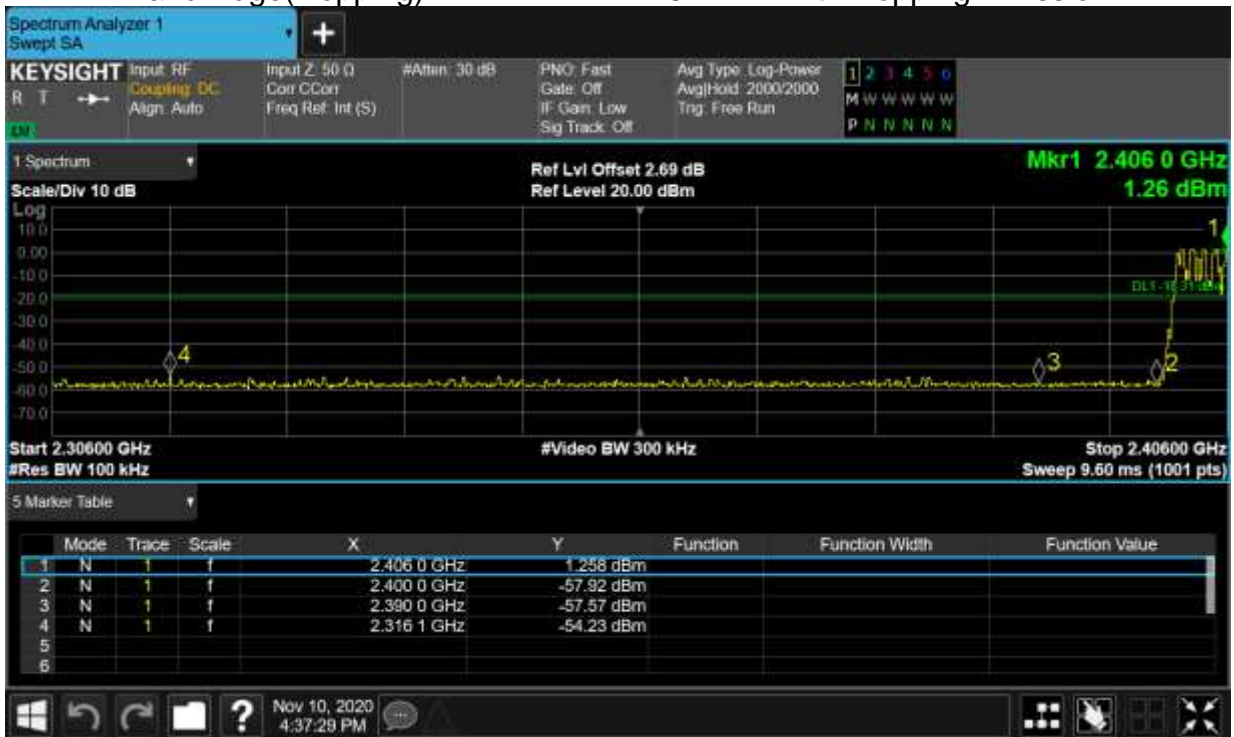 Spectrum Analyzer 1
Swept SA
+
KEYSIGHT Input: RF Input Z: 50 Ω #Atten: 30 dB PNO: Fast Avg Type: Log-Power 1 2 3 4 5 6
R T Coupling: DC Corr CCorr Gate: Off Avg|Hold: 2000/2000 M W W W W W
Align: Auto Freq Ref: Int (S) IF Gain: Low Trig: Free Run
Sig Track: Off P N N N N N
1 Spectrum Ref Lvl Offset 2.69 dB Mkr1 2.406 0 GHz
Scale/Div 10 dB Ref Level 20.00 dBm 1.26 dBm
Log
10.0 1
0.00
-10.0
-20.0
-30.0
-40.0 4
-50.0 3 2
-60.0
-70.0
Start 2.30600 GHz #Video BW 300 kHz Stop 2.40600 GHz
#Res BW 100 kHz Sweep 9.60 ms (1001 pts)
5 Marker Table
Mode Trace Scale X Y Function Function Width Function Value
1 N 1 f 2.406 0 GHz 1.258 dBm
2 N 1 f 2.400 0 GHz -57.92 dBm
3 N 1 f 2.390 0 GHz -57.57 dBm
4 N 1 f 2.316 1 GHz -54.23 dBm
5
6
? Nov 10, 2020
4:37:29 PM